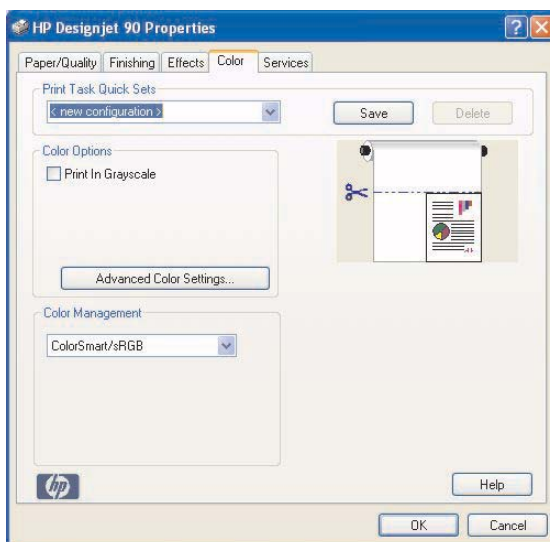 HP Designjet 90 Properties
Paper/Quality Finishing Effects Color Services
Print Task Quick Sets
< new configuration > Save Delete
Color Options
Print In Grayscale
Advanced Color Settings...
Color Management
ColorSmart/sRGB
hp
Help
OK Cancel